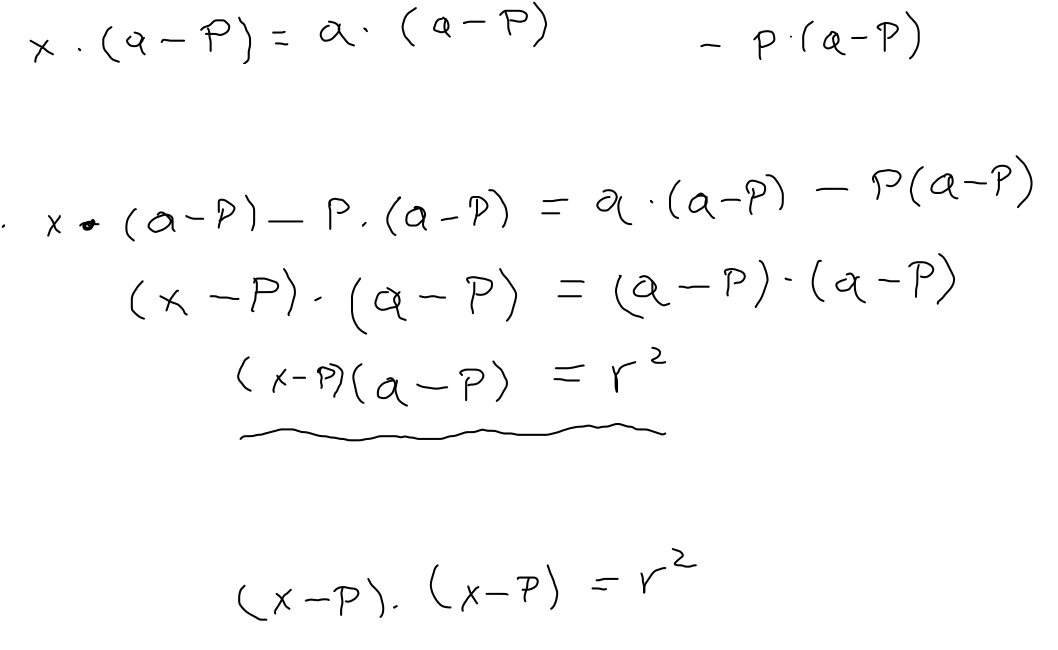 x · (a - P) = a · (a - P) - P · (a - P)
. x · (a - P) - P . (a - P) = a · (a - P) - P(a - P)
(x - P) · (a - P) = (a - P) · (a - P)
(x - P)(a - P) = r²
(x - P) . (x - P) = r²